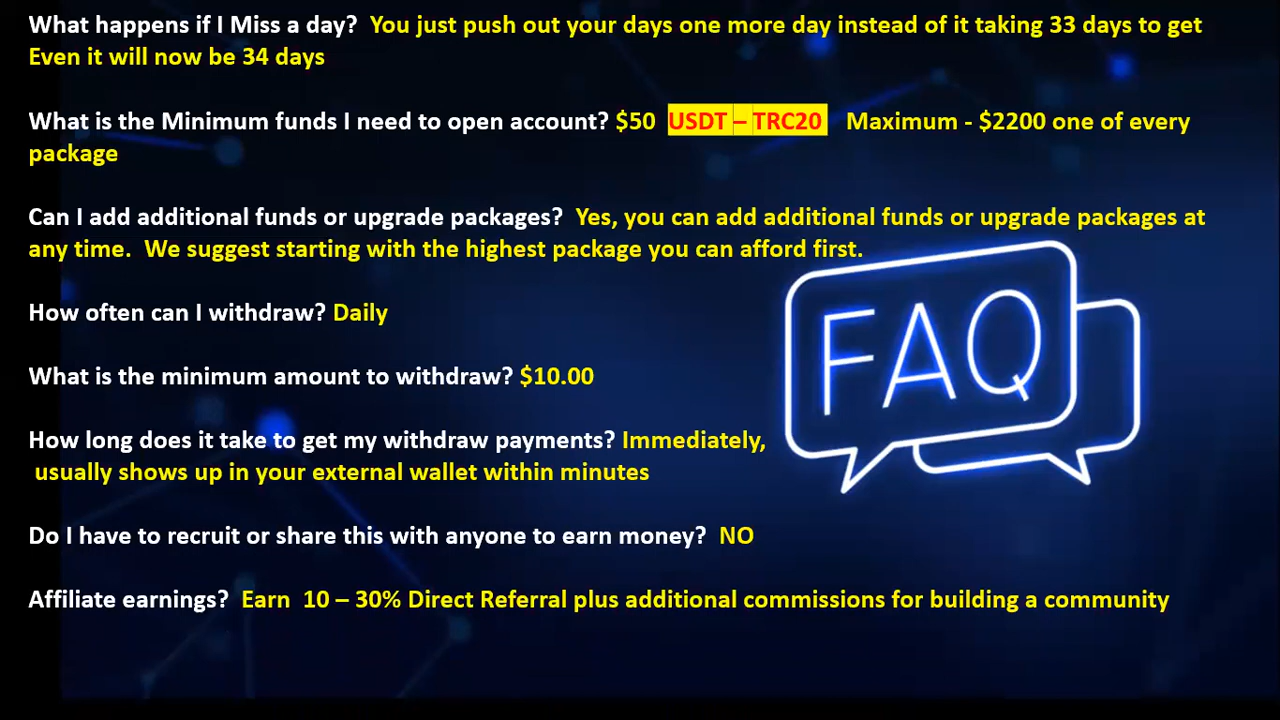 What happens if I Miss a day? You just push out your days one more day instead of it taking 33 days to get
Even it will now be 34 days
What is the Minimum funds I need to open account? $50 USDT – TRC20 Maximum - $2200 one of every
package
Can I add additional funds or upgrade packages? Yes, you can add additional funds or upgrade packages at
any time. We suggest starting with the highest package you can afford first.
How often can I withdraw? Daily
What is the minimum amount to withdraw? $10.00
How long does it take to get my withdraw payments? Immediately,
usually shows up in your external wallet within minutes
Do I have to recruit or share this with anyone to earn money? NO
Affiliate earnings? Earn 10 – 30% Direct Referral plus additional commissions for building a community
FAQ